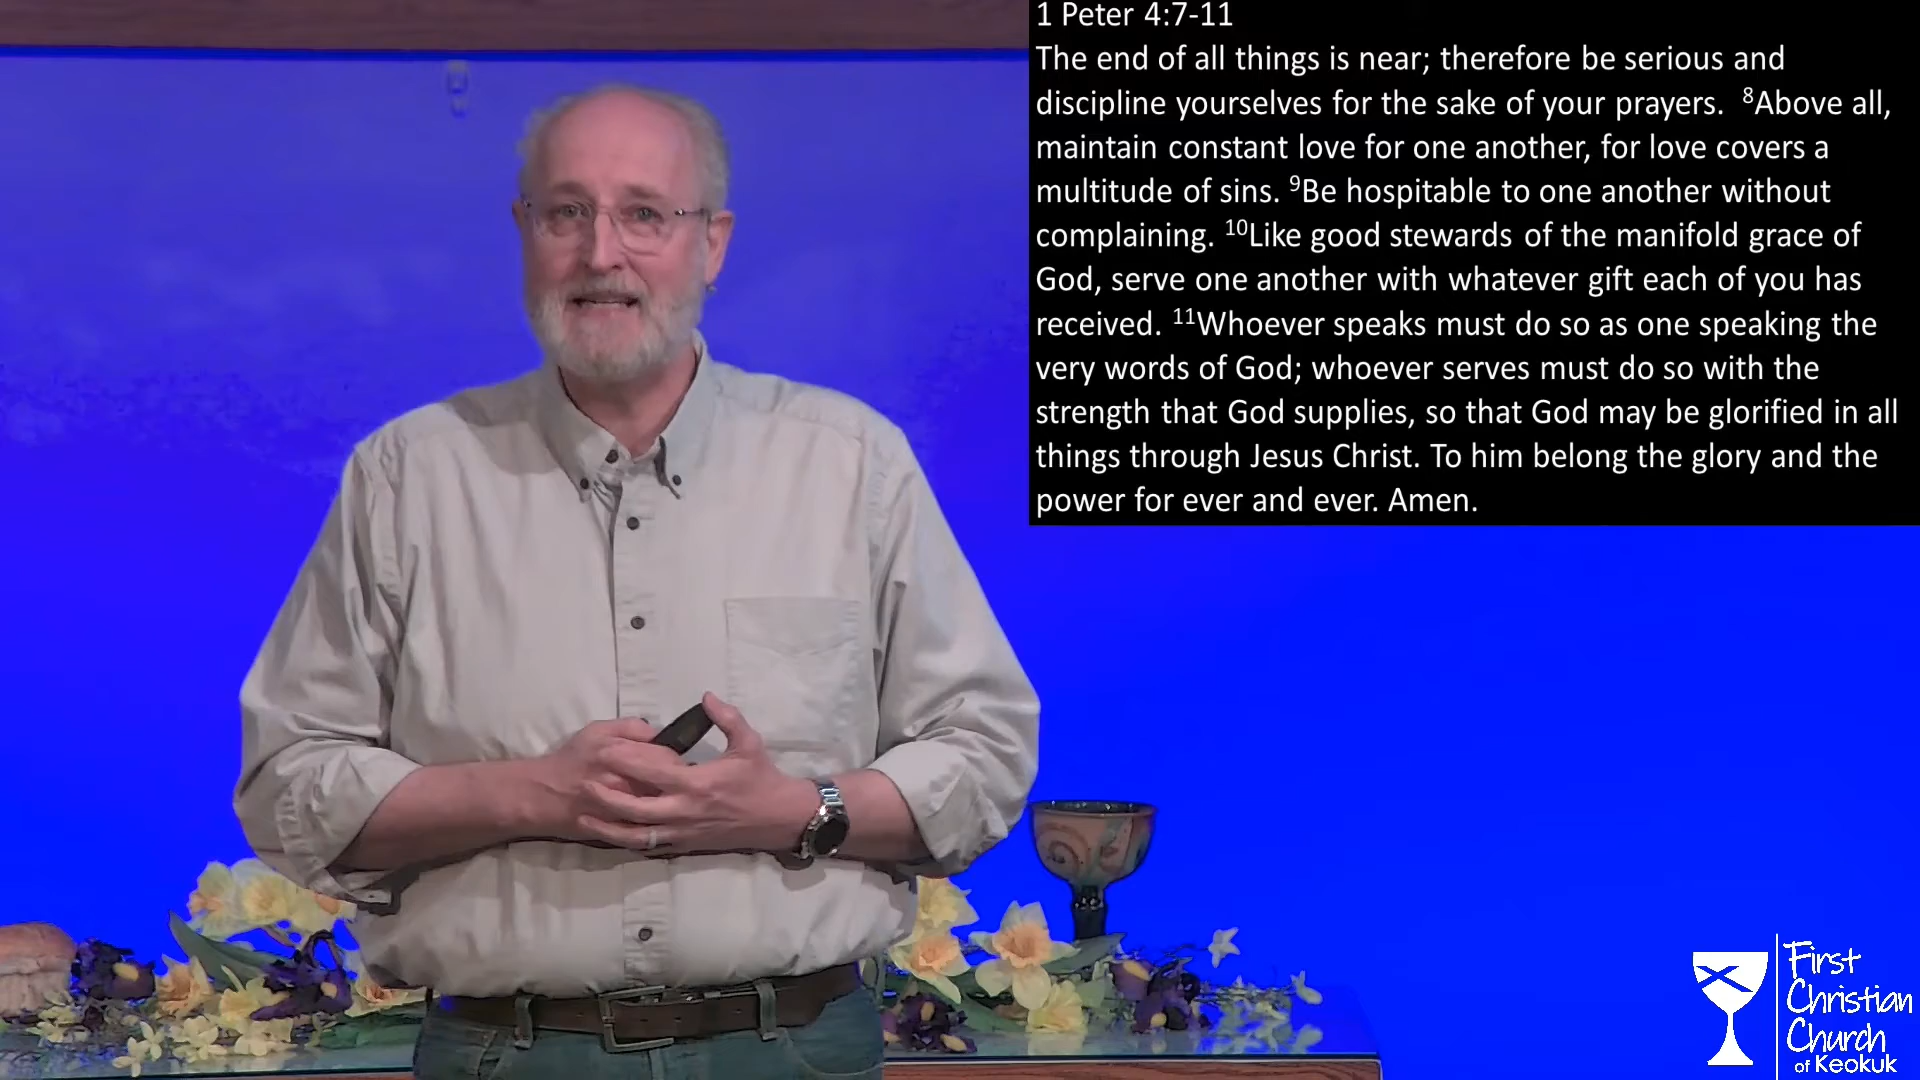 1 Peter 4:7-11
The end of all things is near; therefore be serious and
discipline yourselves for the sake of your prayers. ⁸Above all,
maintain constant love for one another, for love covers a
multitude of sins. ⁹Be hospitable to one another without
complaining. ¹⁰Like good stewards of the manifold grace of
God, serve one another with whatever gift each of you has
received. ¹¹Whoever speaks must do so as one speaking the
very words of God; whoever serves must do so with the
strength that God supplies, so that God may be glorified in all
things through Jesus Christ. To him belong the glory and the
power for ever and ever. Amen.
First
Christian
Church
of Keokuk